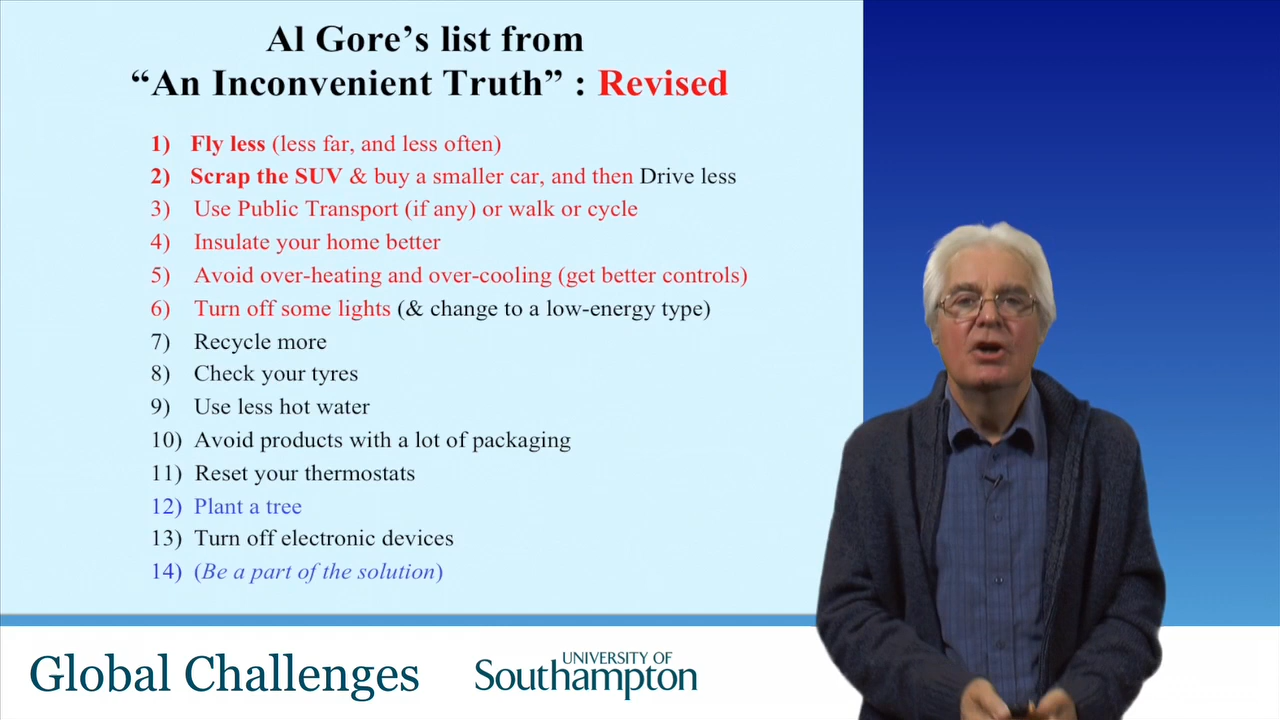 Al Gore's list from
“An Inconvenient Truth” : Revised
1) Fly less (less far, and less often)
2) Scrap the SUV & buy a smaller car, and then Drive less
3) Use Public Transport (if any) or walk or cycle
4) Insulate your home better
5) Avoid over-heating and over-cooling (get better controls)
6) Turn off some lights (& change to a low-energy type)
7) Recycle more
8) Check your tyres
9) Use less hot water
10) Avoid products with a lot of packaging
11) Reset your thermostats
12) Plant a tree
13) Turn off electronic devices
14) (Be a part of the solution)
Global Challenges
UNIVERSITY OF
Southampton